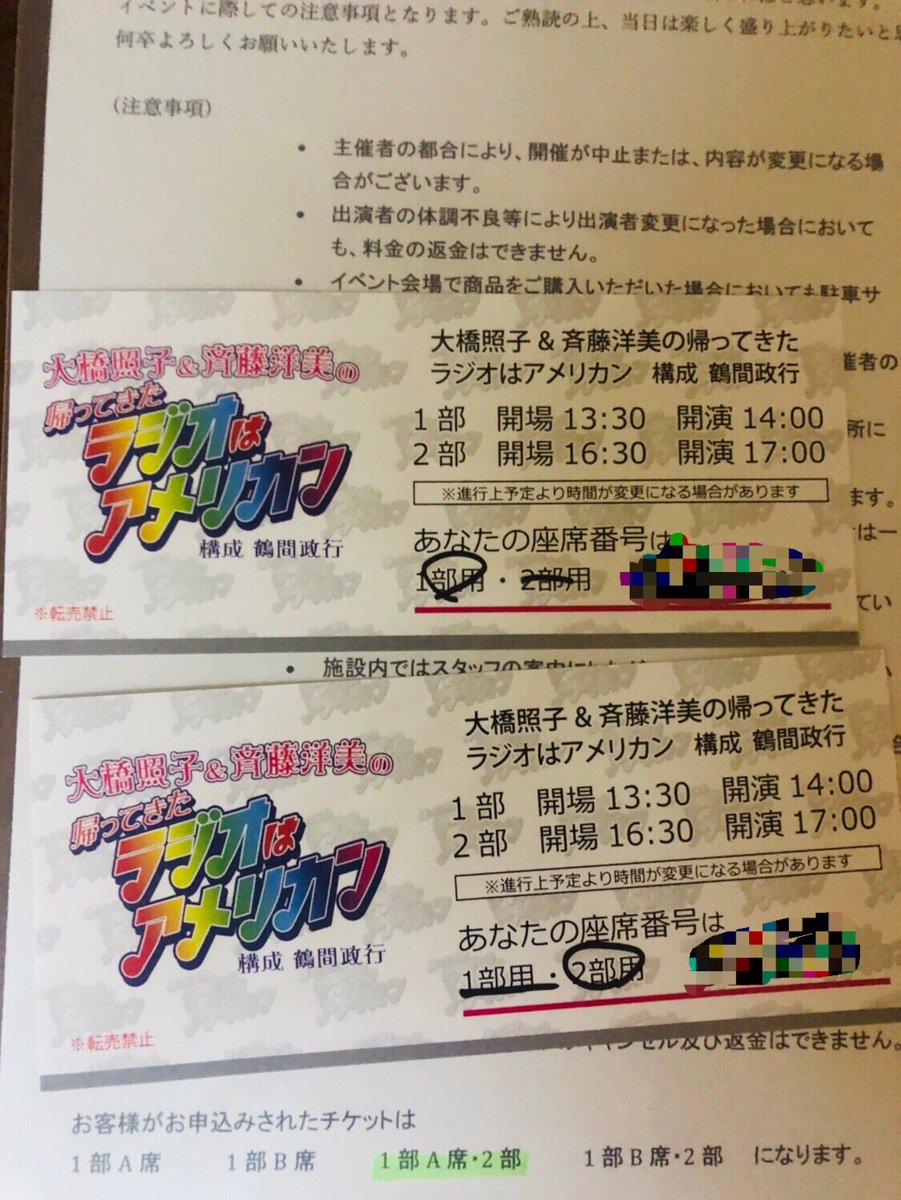 イベントに際しての注意事項となります。ご熟読の上、当日は楽しく盛り上がりたいと
何卒よろしくお願いいたします。
(注意事項)
• 主催者の都合により、開催が中止または、内容が変更になる場
合がございます。
• 出演者の体調不良等により出演者変更になった場合において
も、料金の返金はできません。
• イベント会場で商品をご購入いただいた場合においても駐車サ
催者の
所に
ます。
は一
てい
大橋照子&斉藤洋美の
帰ってきた
ラジオは
アメリカン
構成 鶴間政行
※転売禁止
大橋照子&斉藤洋美の帰ってきた
ラジオはアメリカン 構成 鶴間政行
1部 開場 13:30 開演 14:00
2部 開場 16:30 開演 17:00
※進行上予定より時間が変更になる場合があります
あなたの座席番号は
1部用・2部用
• 施設内ではスタッフの案内に
大橋照子&斉藤洋美の
帰ってきた
ラジオは
アメリカン
構成 鶴間政行
※転売禁止
大橋照子&斉藤洋美の帰ってきた
ラジオはアメリカン 構成 鶴間政行
1部 開場 13:30 開演 14:00
2部 開場 16:30 開演 17:00
※進行上予定より時間が変更になる場合があります
あなたの座席番号は
1部用・2部用
キャンセル及び返金はできません。
お客様がお申込みされたチケットは
1部A席 1部B席 1部A席・2部 1部B席・2部 になります。